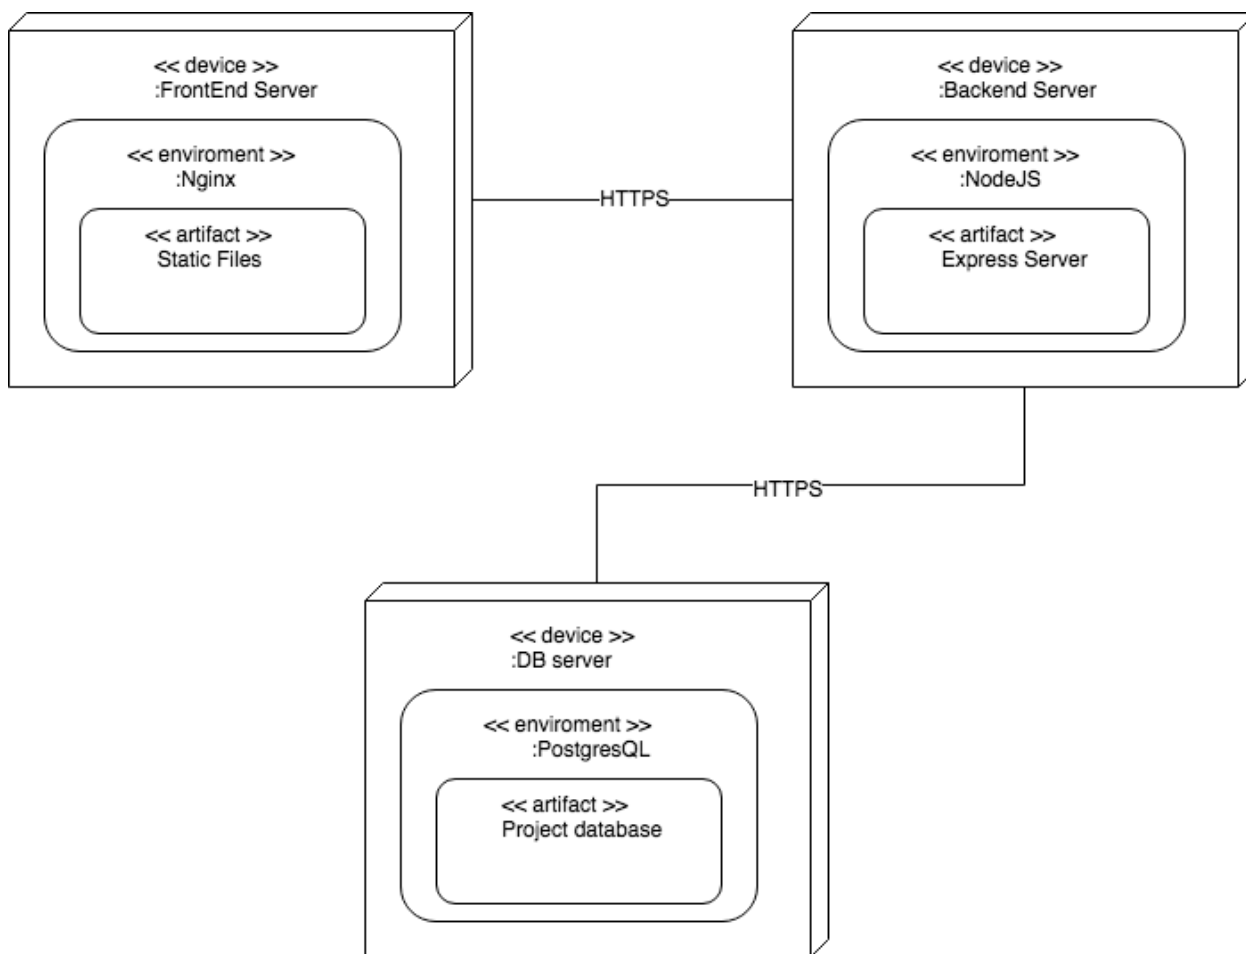 << device >>
:FrontEnd Server
<< enviroment >>
:Nginx
<< artifact >>
Static Files
HTTPS
<< device >>
:Backend Server
<< enviroment >>
:NodeJS
<< artifact >>
Express Server
HTTPS
<< device >>
:DB server
<< enviroment >>
:PostgresQL
<< artifact >>
Project database